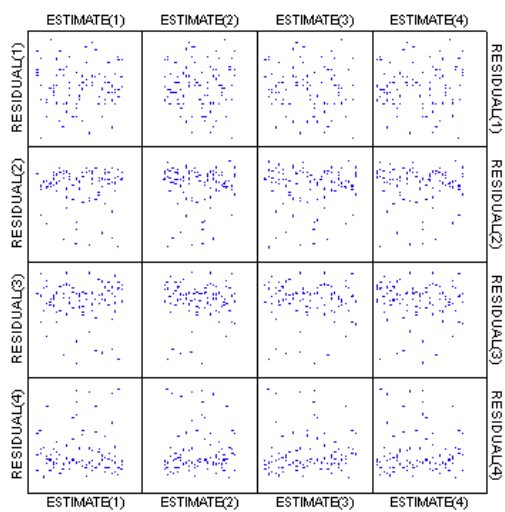 ESTIMATE(1) ESTIMATE(2) ESTIMATE(3) ESTIMATE(4)
RESIDUAL(1) RESIDUAL(1)
RESIDUAL(2) RESIDUAL(2)
RESIDUAL(3) RESIDUAL(3)
RESIDUAL(4) RESIDUAL(4)
ESTIMATE(1) ESTIMATE(2) ESTIMATE(3) ESTIMATE(4)